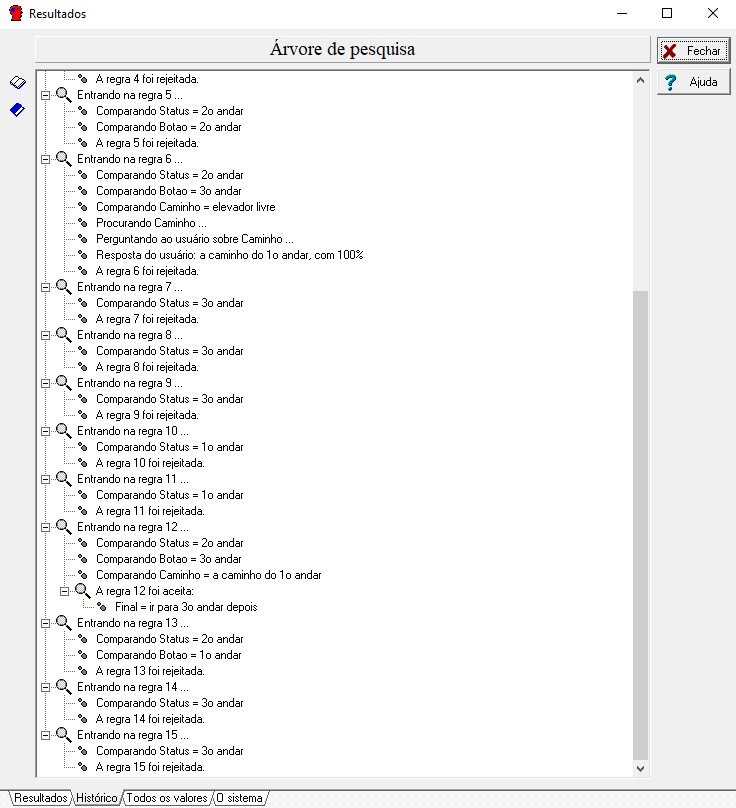 Resultados
Árvore de pesquisa
Fechar
Ajuda
A regra 4 foi rejeitada.
Entrando na regra 5 ...
Comparando Status = 2o andar
Comparando Botao = 2o andar
A regra 5 foi rejeitada.
Entrando na regra 6 ...
Comparando Status = 2o andar
Comparando Botao = 3o andar
Comparando Caminho = elevador livre
Procurando Caminho ...
Perguntando ao usuário sobre Caminho ...
Resposta do usuário: a caminho do 1o andar, com 100%
A regra 6 foi rejeitada.
Entrando na regra 7 ...
Comparando Status = 3o andar
A regra 7 foi rejeitada.
Entrando na regra 8 ...
Comparando Status = 3o andar
A regra 8 foi rejeitada.
Entrando na regra 9 ...
Comparando Status = 3o andar
A regra 9 foi rejeitada.
Entrando na regra 10 ...
Comparando Status = 1o andar
A regra 10 foi rejeitada.
Entrando na regra 11 ...
Comparando Status = 1o andar
A regra 11 foi rejeitada.
Entrando na regra 12 ...
Comparando Status = 2o andar
Comparando Botao = 3o andar
Comparando Caminho = a caminho do 1o andar
A regra 12 foi aceita:
Final = ir para 3o andar depois
Entrando na regra 13 ...
Comparando Status = 2o andar
Comparando Botao = 1o andar
A regra 13 foi rejeitada.
Entrando na regra 14 ...
Comparando Status = 3o andar
A regra 14 foi rejeitada.
Entrando na regra 15 ...
Comparando Status = 3o andar
A regra 15 foi rejeitada.
Resultados Histórico Todos os valores O sistema